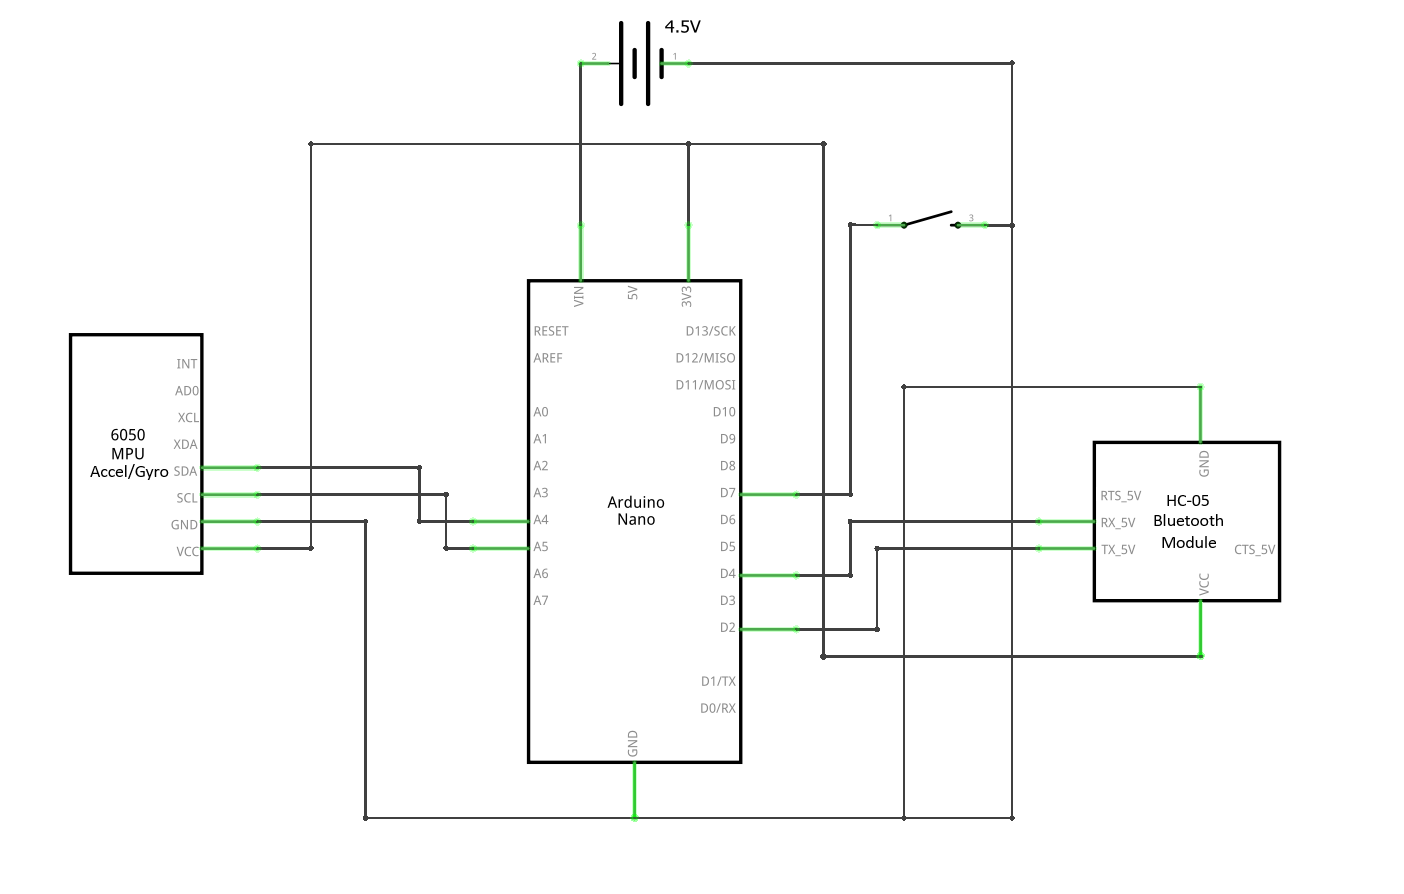 4.5V
2
1
1
3
VIN
5V
3V3
RESET
AREF
A0
A1
A2
A3
A4
A5
A6
A7
D13/SCK
D12/MISO
D11/MOSI
D10
D9
D8
D7
D6
D5
D4
D3
D2
D1/TX
D0/RX
GND
Arduino
Nano
INT
AD0
XCL
XDA
SDA
SCL
GND
VCC
6050
MPU
Accel/Gyro
GND
RTS_5V
RX_5V
TX_5V
CTS_5V
VCC
HC-05
Bluetooth
Module